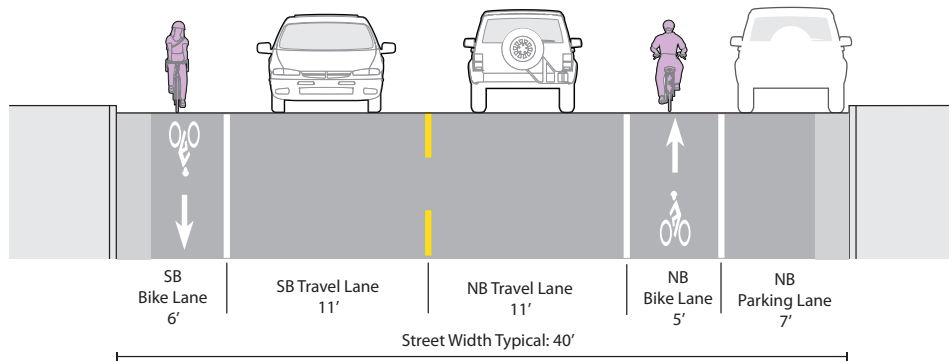 SB
Bike Lane
6’
SB Travel Lane
11’
NB Travel Lane
11’
NB
Bike Lane
5’
NB
Parking Lane
7’
Street Width Typical: 40’